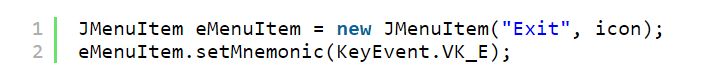 1 JMenuItem eMenuItem = new JMenuItem("Exit", icon);
2 eMenuItem.setMnemonic(KeyEvent.VK_E);